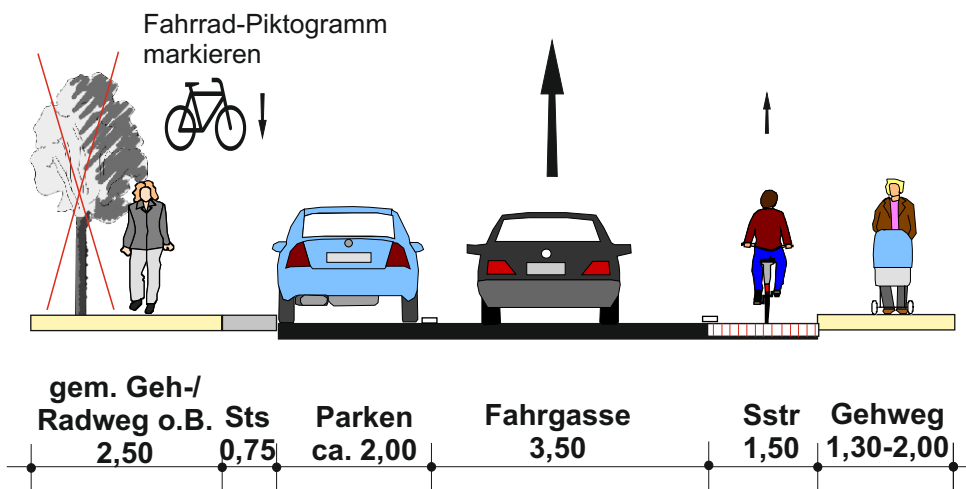 Fahrrad-Piktogramm
markieren
gem. Geh-/
Radweg o.B.
2,50
Sts
0,75
Parken
ca. 2,00
Fahrgasse
3,50
Sstr
1,50
Gehweg
1,30-2,00